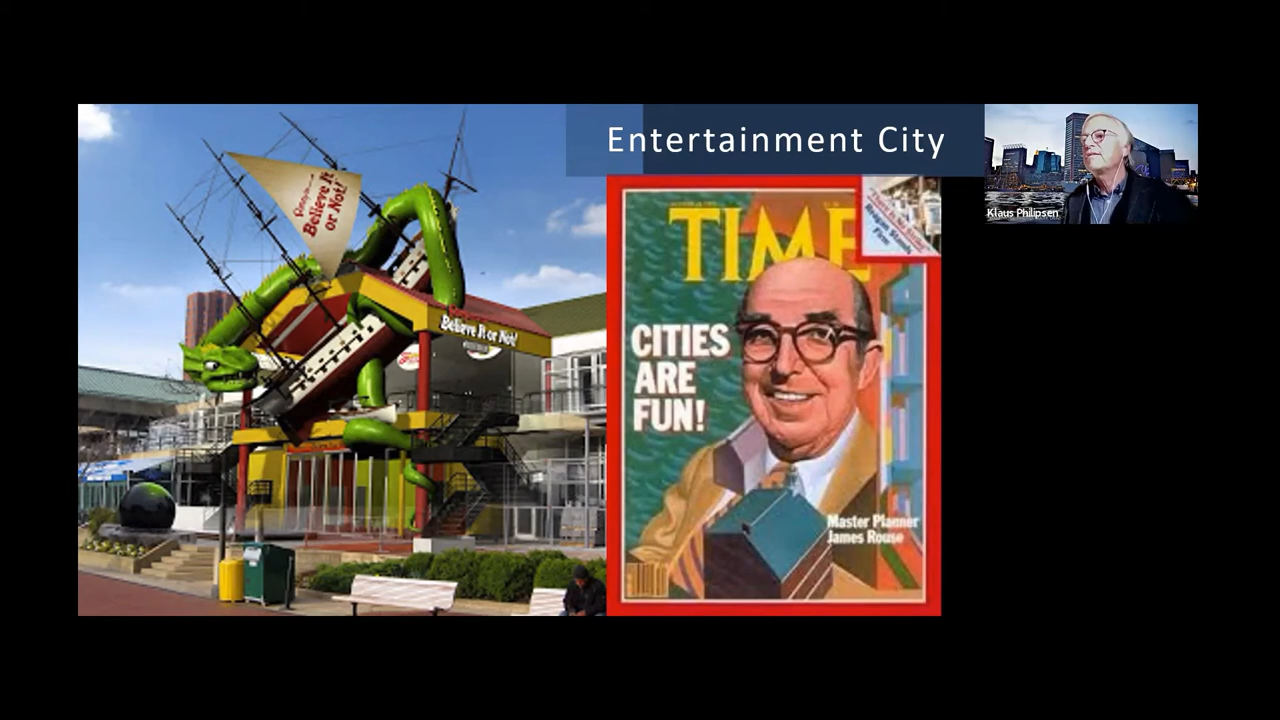 Entertainment City
Klaus Philipsen
Believe It
or Not!
Believe It or Not!
TIME
CITIES
ARE
FUN!
Master Planner
James Rouse